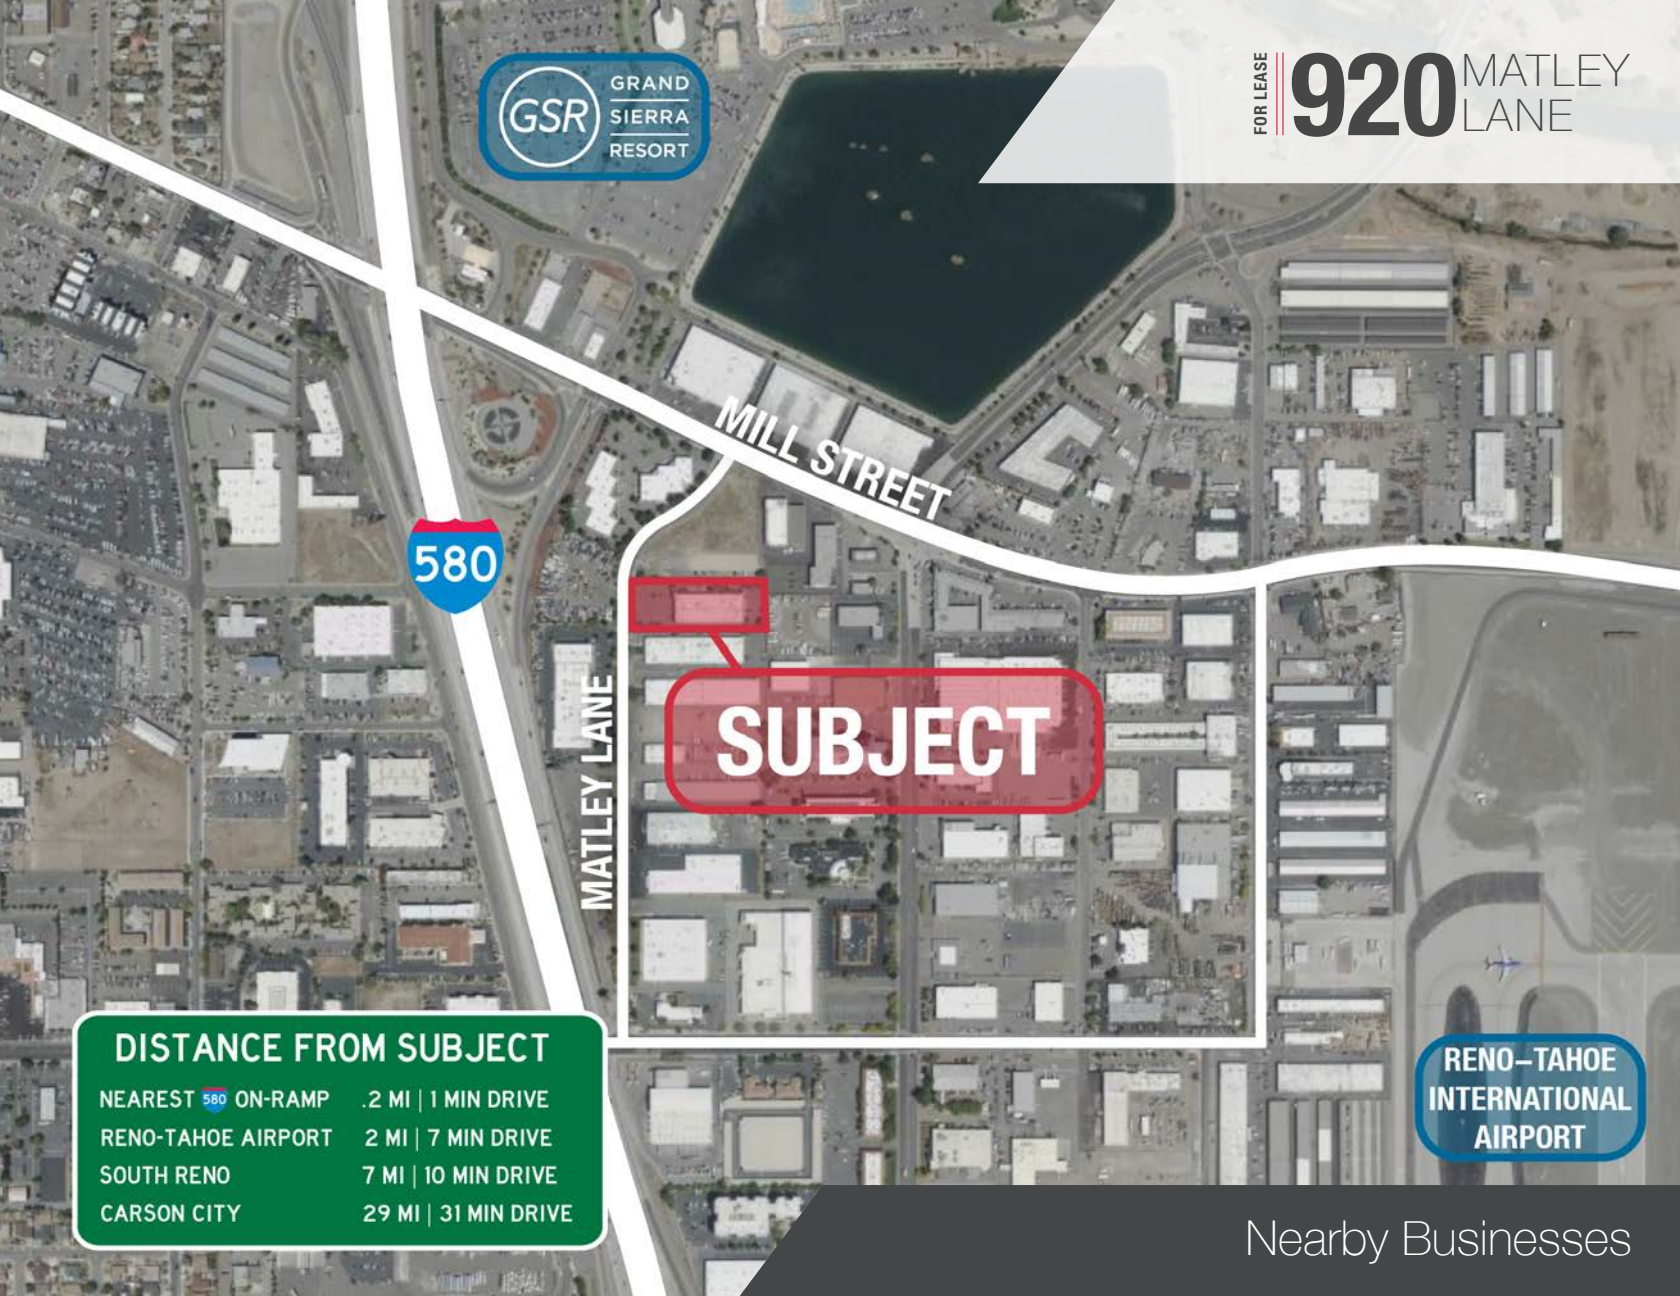 FOR LEASE
920
MATLEY
LANE
GSR
GRAND
SIERRA
RESORT
MILL STREET
580
SUBJECT
MATLEY LANE
DISTANCE FROM SUBJECT
NEAREST 580 ON-RAMP .2 MI | 1 MIN DRIVE
RENO-TAHOE AIRPORT 2 MI | 7 MIN DRIVE
SOUTH RENO 7 MI | 10 MIN DRIVE
CARSON CITY 29 MI | 31 MIN DRIVE
RENO–TAHOE
INTERNATIONAL
AIRPORT
Nearby Businesses